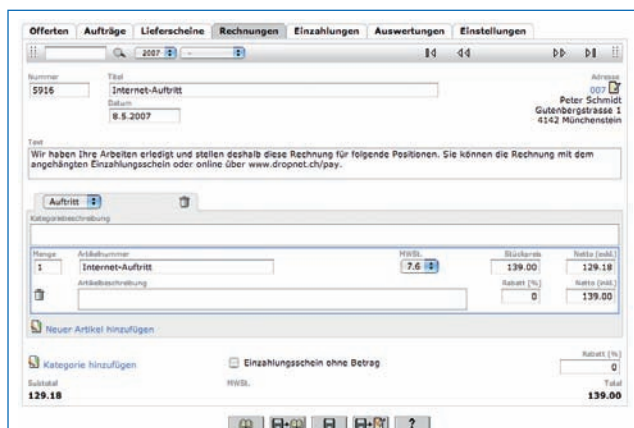 Offerten Aufträge Lieferscheine Rechnungen Einzahlungen Auswertungen Einstellungen
2007 -
Nummer Titel Adresse
5916 Internet-Auftritt 007
Datum Peter Schmidt
8.5.2007 Gutenbergstrasse 1
4142 Münchenstein
Text
Wir haben Ihre Arbeiten erledigt und stellen deshalb diese Rechnung für folgende Positionen. Sie können die Rechnung mit dem
angehängten Einzahlungsschein oder online über www.dropnet.ch/pay.
Auftritt
Kategoriebeschreibung
Menge Artikelnummer MWSt. Stückpreis Netto (exkl.)
1 Internet-Auftritt 7.6 139.00 129.18
Artikelbeschreibung Rabatt (%) Netto (inkl.)
0 139.00
Neuer Artikel hinzufügen
Kategorie hinzufügen Einzahlungsschein ohne Betrag Rabatt (%)
0
Subtotal MWSt. Total
129.18 139.00
?